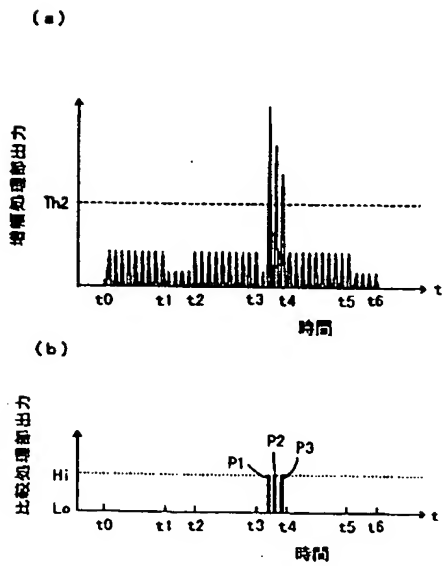 (a)
増幅処理部出力
Th2
t0 t1 t2 t3 t4 t5 t6 t
時間
(b)
比較処理部出力
P1 P2 P3
Hi
Lo
t0 t1 t2 t3 t4 t5 t6 t
時間